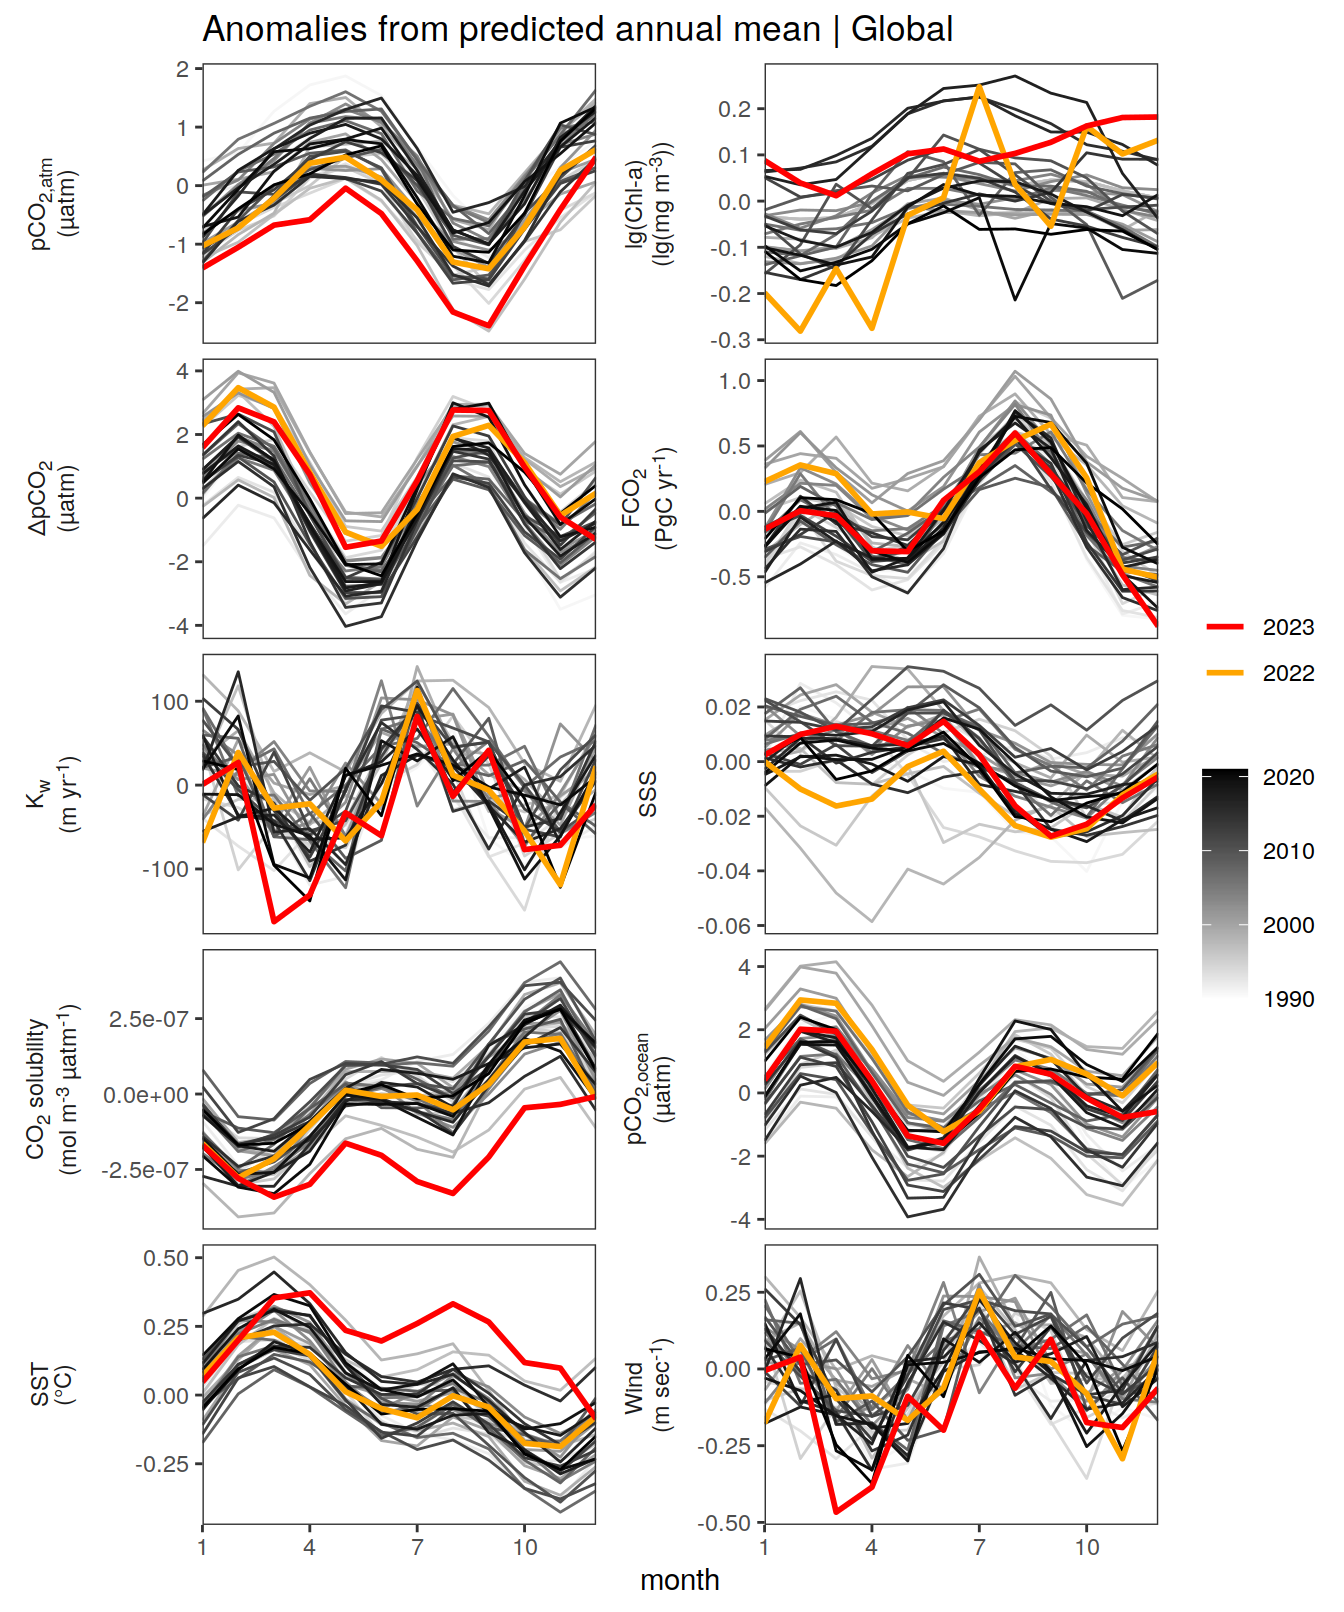 Anomalies from predicted annual mean | Global
pCO2,atm
(µatm)
2
1
0
-1
-2
lg(Chl-a)
(lg(mg m-3))
0.2
0.1
0.0
-0.1
-0.2
-0.3
ΔpCO2
(µatm)
4
2
0
-2
-4
FCO2
(PgC yr-1)
1.0
0.5
0.0
-0.5
Kw
(m yr-1)
100
0
-100
SSS
0.02
0.00
-0.02
-0.04
-0.06
CO2 solubility
(mol m-3 µatm-1)
2.5e-07
0.0e+00
-2.5e-07
pCO2,ocean
(µatm)
4
2
0
-2
-4
SST
(°C)
0.50
0.25
0.00
-0.25
Wind
(m sec-1)
0.25
0.00
-0.25
-0.50
1 4 7 10
1 4 7 10
month
2023
2022
2020
2010
2000
1990